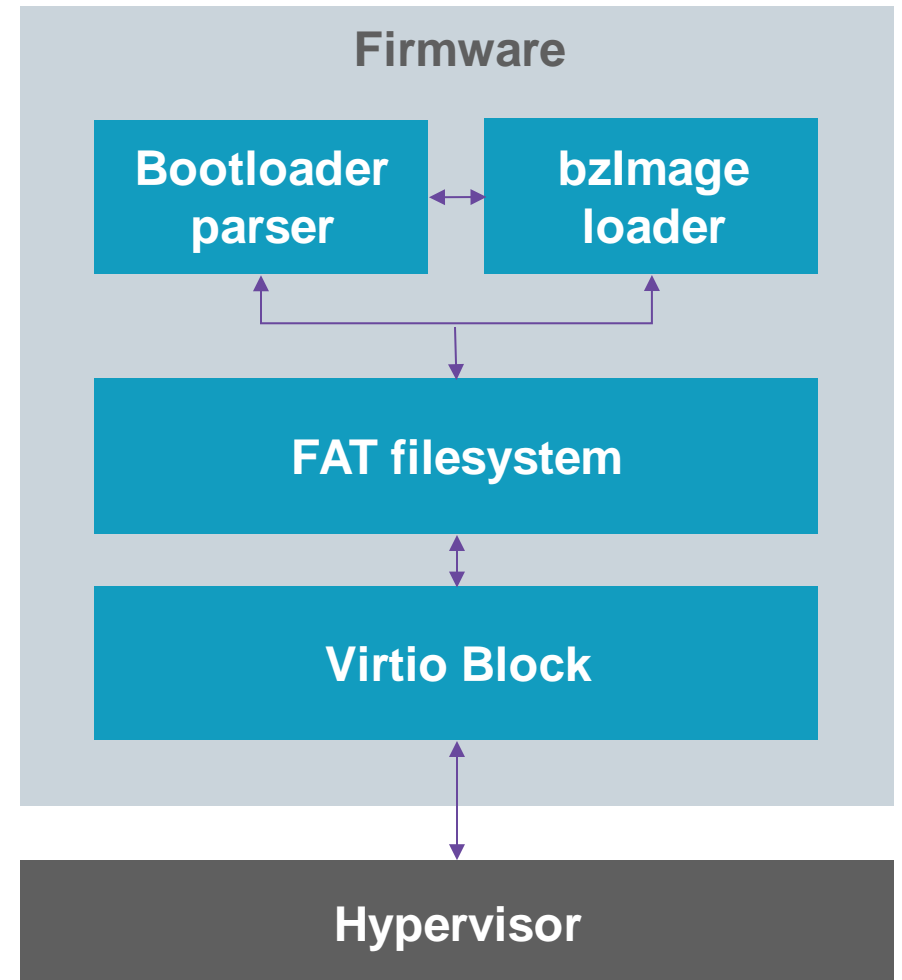 Firmware
Bootloader
parser
bzImage
loader
FAT filesystem
Virtio Block
Hypervisor